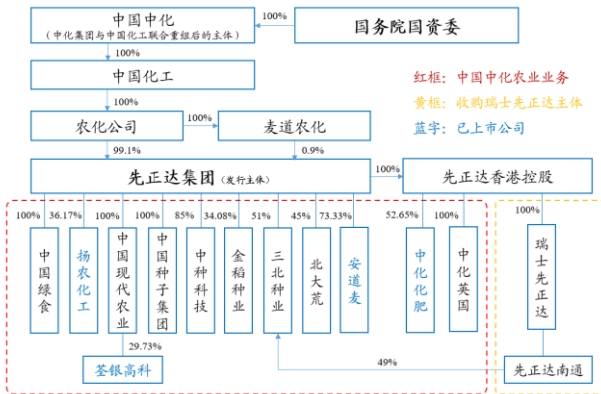 中国中化
（中化集团与中国化工联合重组后的主体）
100%
国务院国资委
100%
中国化工
100%
红框：中国中化农业业务
黄框：收购瑞士先正达主体
蓝字：已上市公司
农化公司
100%
麦道农化
99.1%
0.9%
先正达集团（发行主体）
100%
先正达香港控股
100%
36.17%
100%
100%
85%
34.08%
51%
45%
73.33%
52.65%
100%
100%
中国绿食
扬农化工
中国现代农业
中国种子集团
中种科技
金稻种业
三北种业
北大荒
安道麦
中化化肥
中化英国
瑞士先正达
29.73%
荃银高科
49%
先正达南通